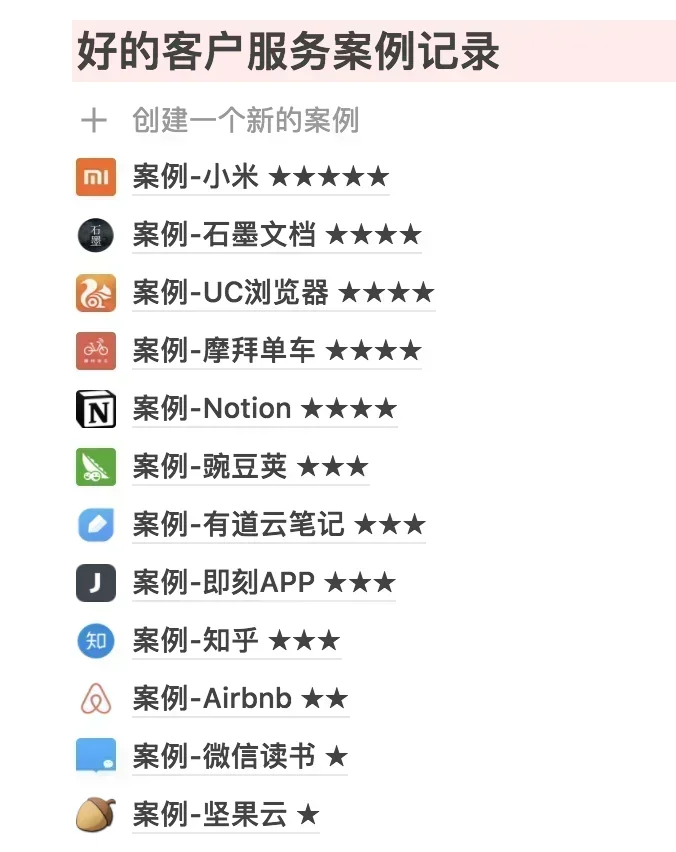 好的客户服务案例记录
+ 创建一个新的案例
案例-小米 ★★★★★
石墨 案例-石墨文档 ★★★★
案例-UC浏览器 ★★★★
案例-摩拜单车 ★★★★
N 案例-Notion ★★★★
案例-豌豆荚 ★★★
案例-有道云笔记 ★★★
J 案例-即刻APP ★★★
知 案例-知乎 ★★★
案例-Airbnb ★★
案例-微信读书 ★
案例-坚果云 ★